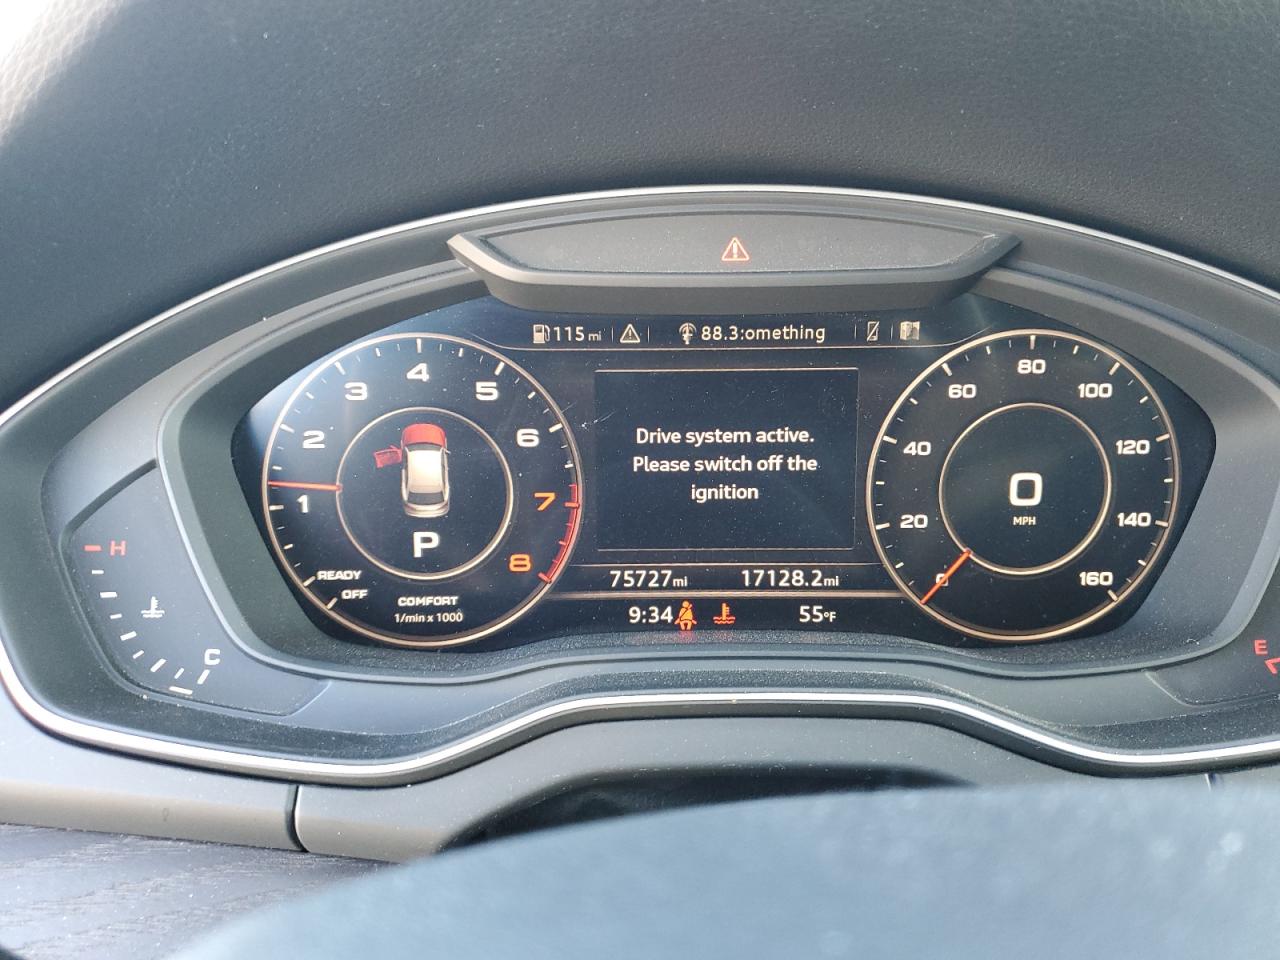 115 mi
88.3:omething
1
2
3
4
5
6
7
8
READY
OFF
P
COMFORT
1/min x 1000
Drive system active.
Please switch off the
ignition
75727mi 17128.2mi
9:34
55°F
0
20
40
60
80
100
120
140
160
0
MPH
H
C
E